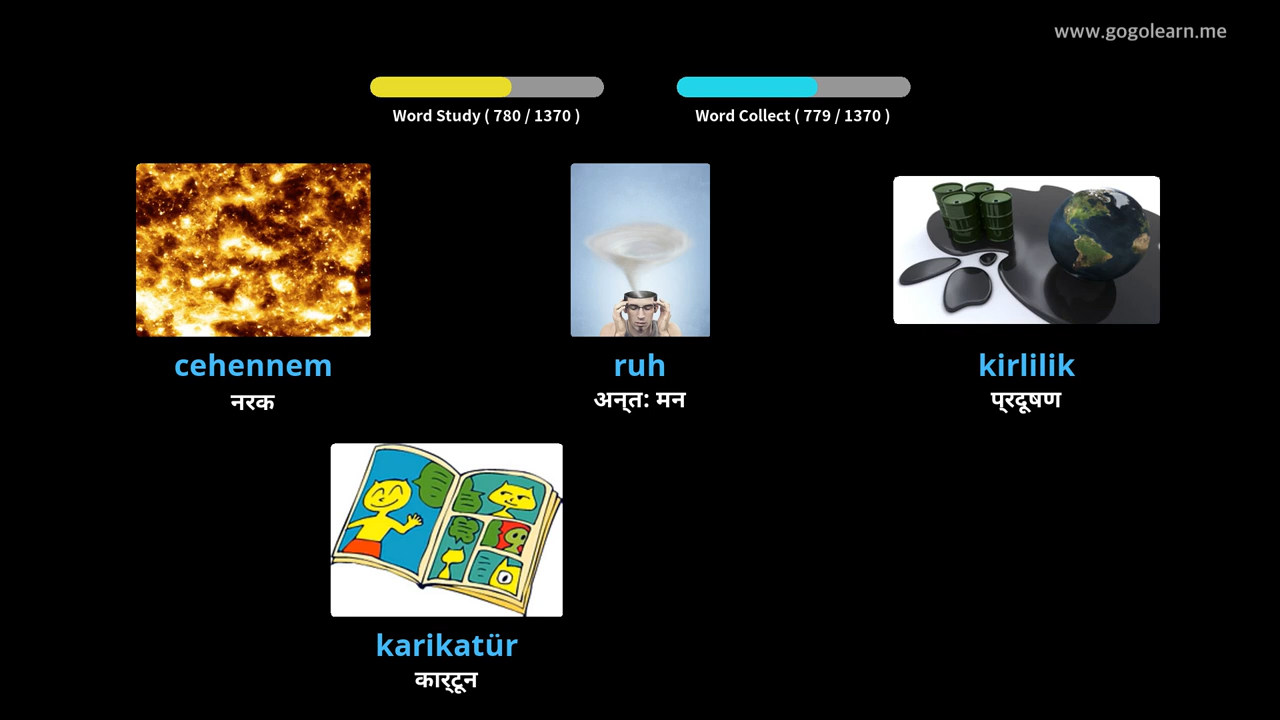 www.gogolearn.me
Word Study ( 780 / 1370 )
Word Collect ( 779 / 1370 )
cehennem
नरक
ruh
अन्त: मन
kirlilik
प्रदूषण
karikatür
कार्टून